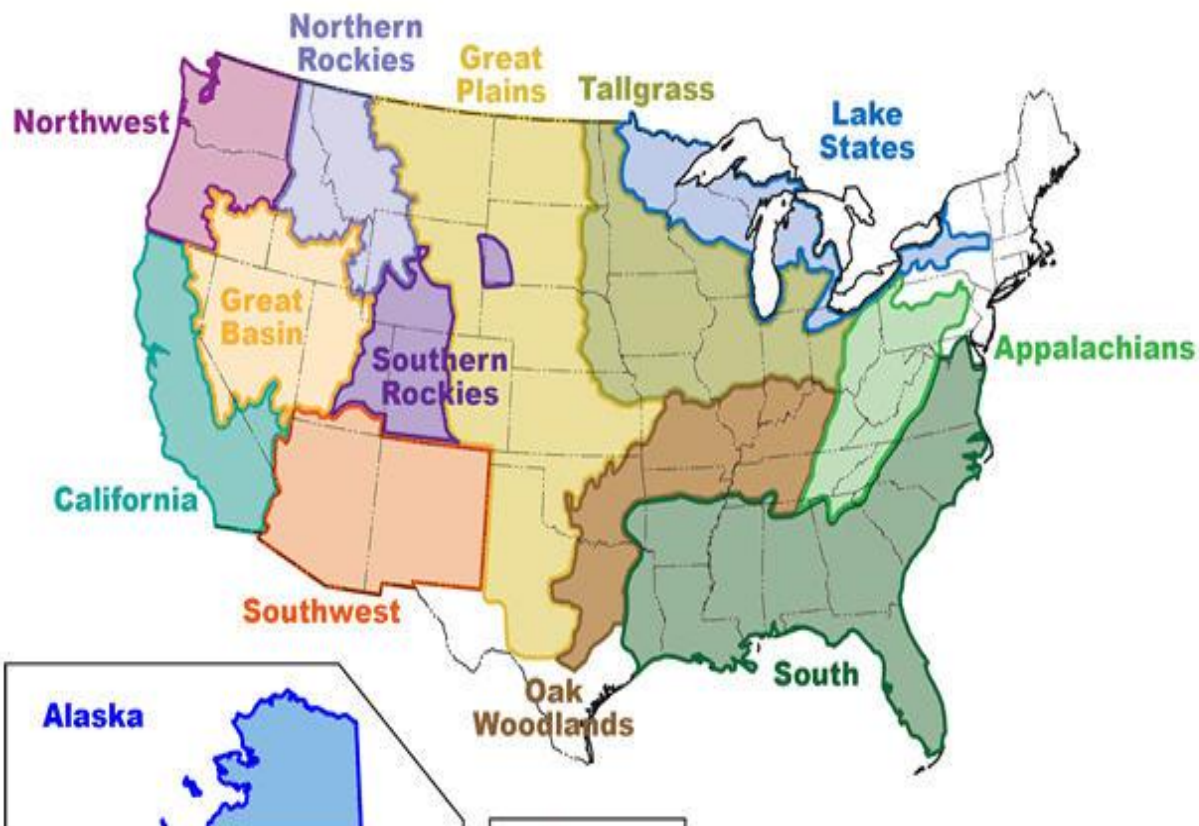 Northern
Rockies
Great
Plains
Tallgrass
Lake
States
Northwest
Great
Basin
Southern
Rockies
Appalachians
California
Southwest
South
Oak
Woodlands
Alaska